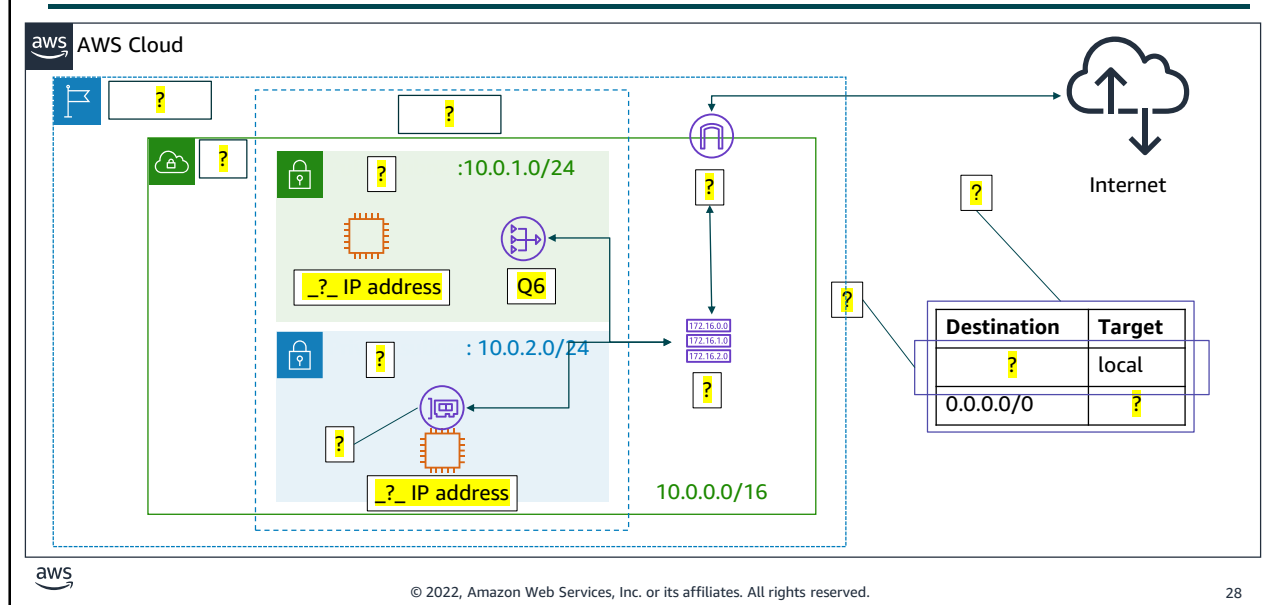 aws
AWS Cloud
?
?
?
?
:10.0.1.0/24
?
?
Internet
_?_ IP address
Q6
?
172.16.0.0
172.16.1.0
172.16.2.0
Destination Target
? local
0.0.0.0/0 ?
?
: 10.0.2.0/24
?
?
_?_ IP address
10.0.0.0/16
aws
© 2022, Amazon Web Services, Inc. or its affiliates. All rights reserved.
28